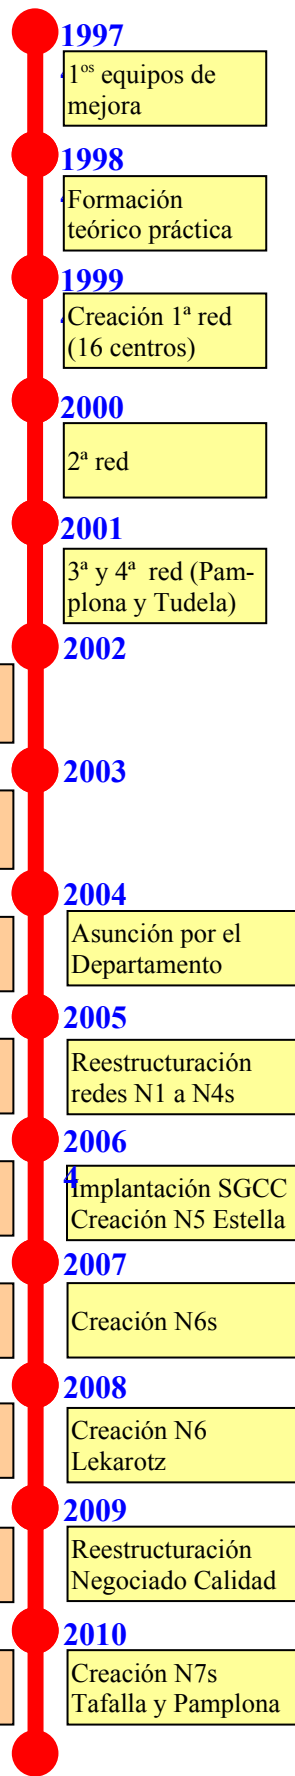 1997
1ᵒˢ equipos de
mejora
1998
Formación
teórico práctica
1999
Creación 1ª red
(16 centros)
2000
2ª red
2001
3ª y 4ª red (Pam-
plona y Tudela)
2002
2003
2004
Asunción por el
Departamento
2005
Reestructuración
redes N1 a N4s
2006
4
Implantación SGCC
Creación N5 Estella
2007
Creación N6s
2008
Creación N6
Lekarotz
2009
Reestructuración
Negociado Calidad
2010
Creación N7s
Tafalla y Pamplona